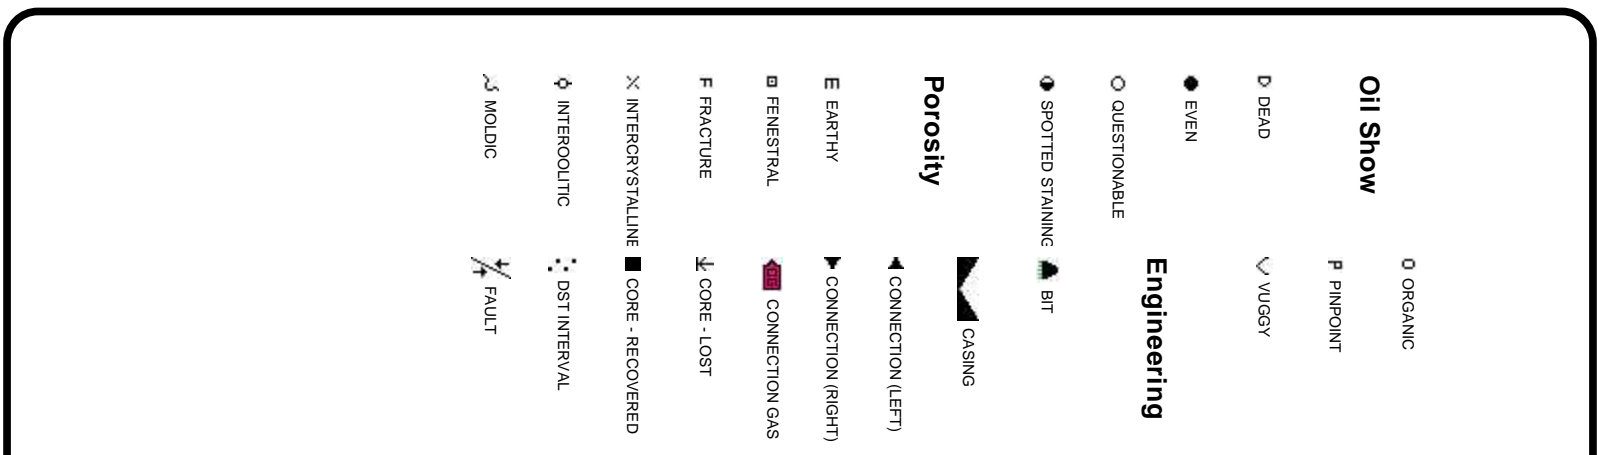 Oil Show
D DEAD
EVEN
QUESTIONABLE
SPOTTED STAINING
Porosity
E EARTHY
FENESTRAL
F FRACTURE
INTERCRYSTALLINE
INTEROOLITIC
MOLDIC
O ORGANIC
P PINPOINT
VUGGY
Engineering
BIT
CASING
CONNECTION (LEFT)
CONNECTION (RIGHT)
CG CONNECTION GAS
CORE - LOST
CORE - RECOVERED
DST INTERVAL
FAULT